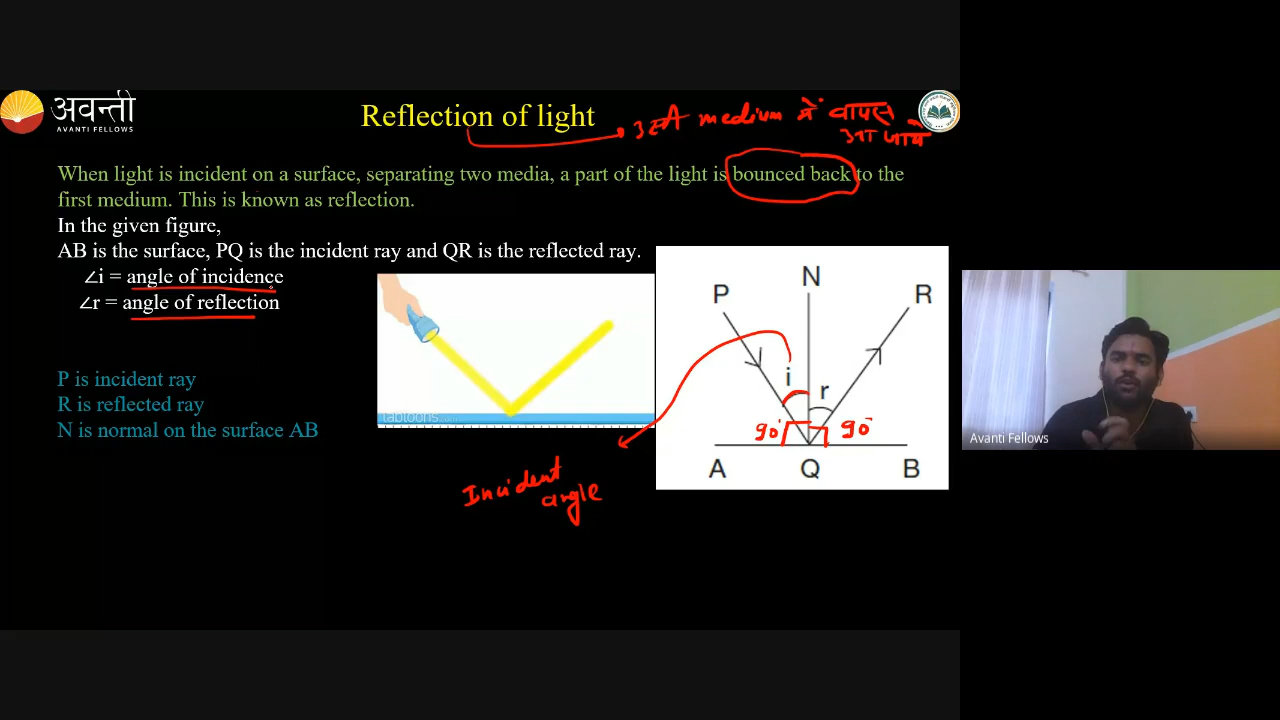 अवन्ती
AVANTI FELLOWS
Reflection of light
उसी medium में वापस
आ जाय
When light is incident on a surface, separating two media, a part of the light is bounced back to the
first medium. This is known as reflection.
In the given figure,
AB is the surface, PQ is the incident ray and QR is the reflected ray.
∠i = angle of incidence
∠r = angle of reflection
P is incident ray
R is reflected ray
N is normal on the surface AB
tabtoons.com
Incident
angle
N
P
R
i
r
90°
90°
A
Q
B
Avanti Fellows